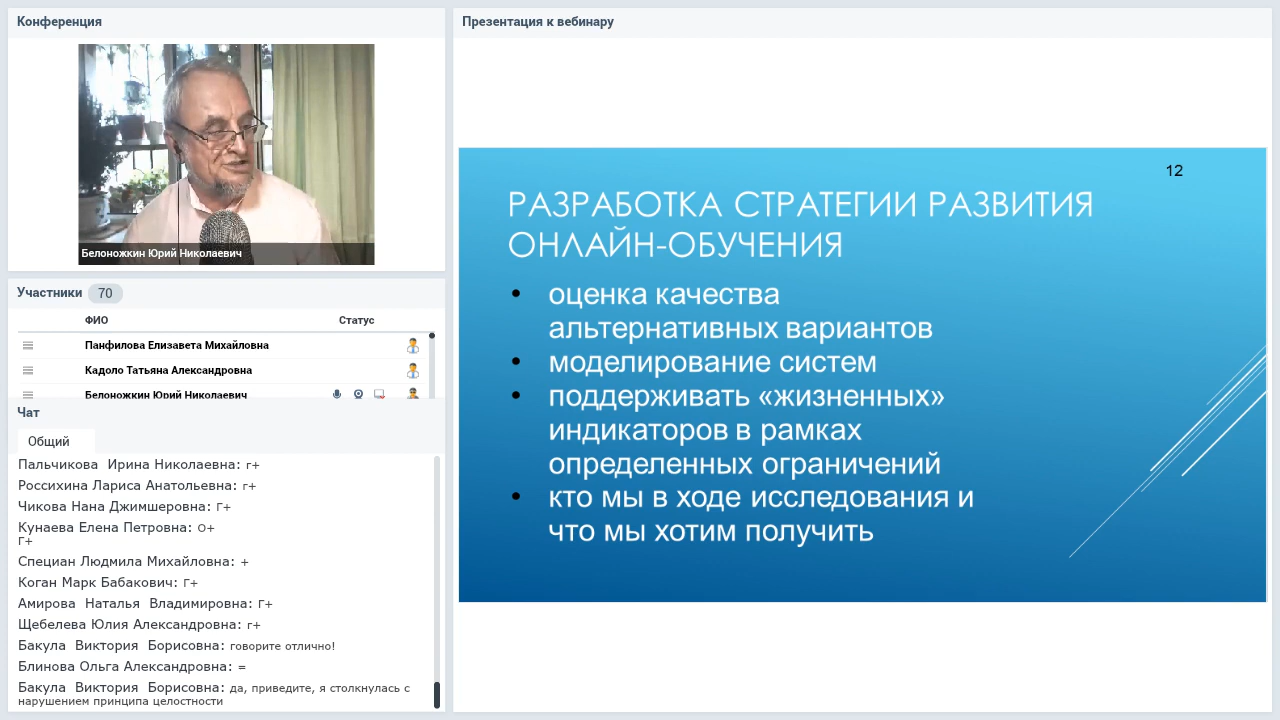 Конференция
Белоножкин Юрий Николаевич
Участники 70
ФИО Статус
Панфилова Елизавета Михайловна
Кадоло Татьяна Александровна
Белоножкин Юрий Николаевич
Чат
Общий
Пальчикова Ирина Николаевна: г+
Россихина Лариса Анатольевна: г+
Чикова Нана Джимшеровна: Г+
Кунаева Елена Петровна: О+
Г+
Специан Людмила Михайловна: +
Коган Марк Бабакович: Г+
Амирова Наталья Владимировна: Г+
Щебелева Юлия Александровна: г+
Бакула Виктория Борисовна: говорите отлично!
Блинова Ольга Александровна: =
Бакула Виктория Борисовна: да, приведите, я столкнулась с
нарушением принципа целостности
Презентация к вебинару
12
РАЗРАБОТКА СТРАТЕГИИ РАЗВИТИЯ
ОНЛАЙН-ОБУЧЕНИЯ
• оценка качества
альтернативных вариантов
• моделирование систем
• поддерживать «жизненных»
индикаторов в рамках
определенных ограничений
• кто мы в ходе исследования и
что мы хотим получить